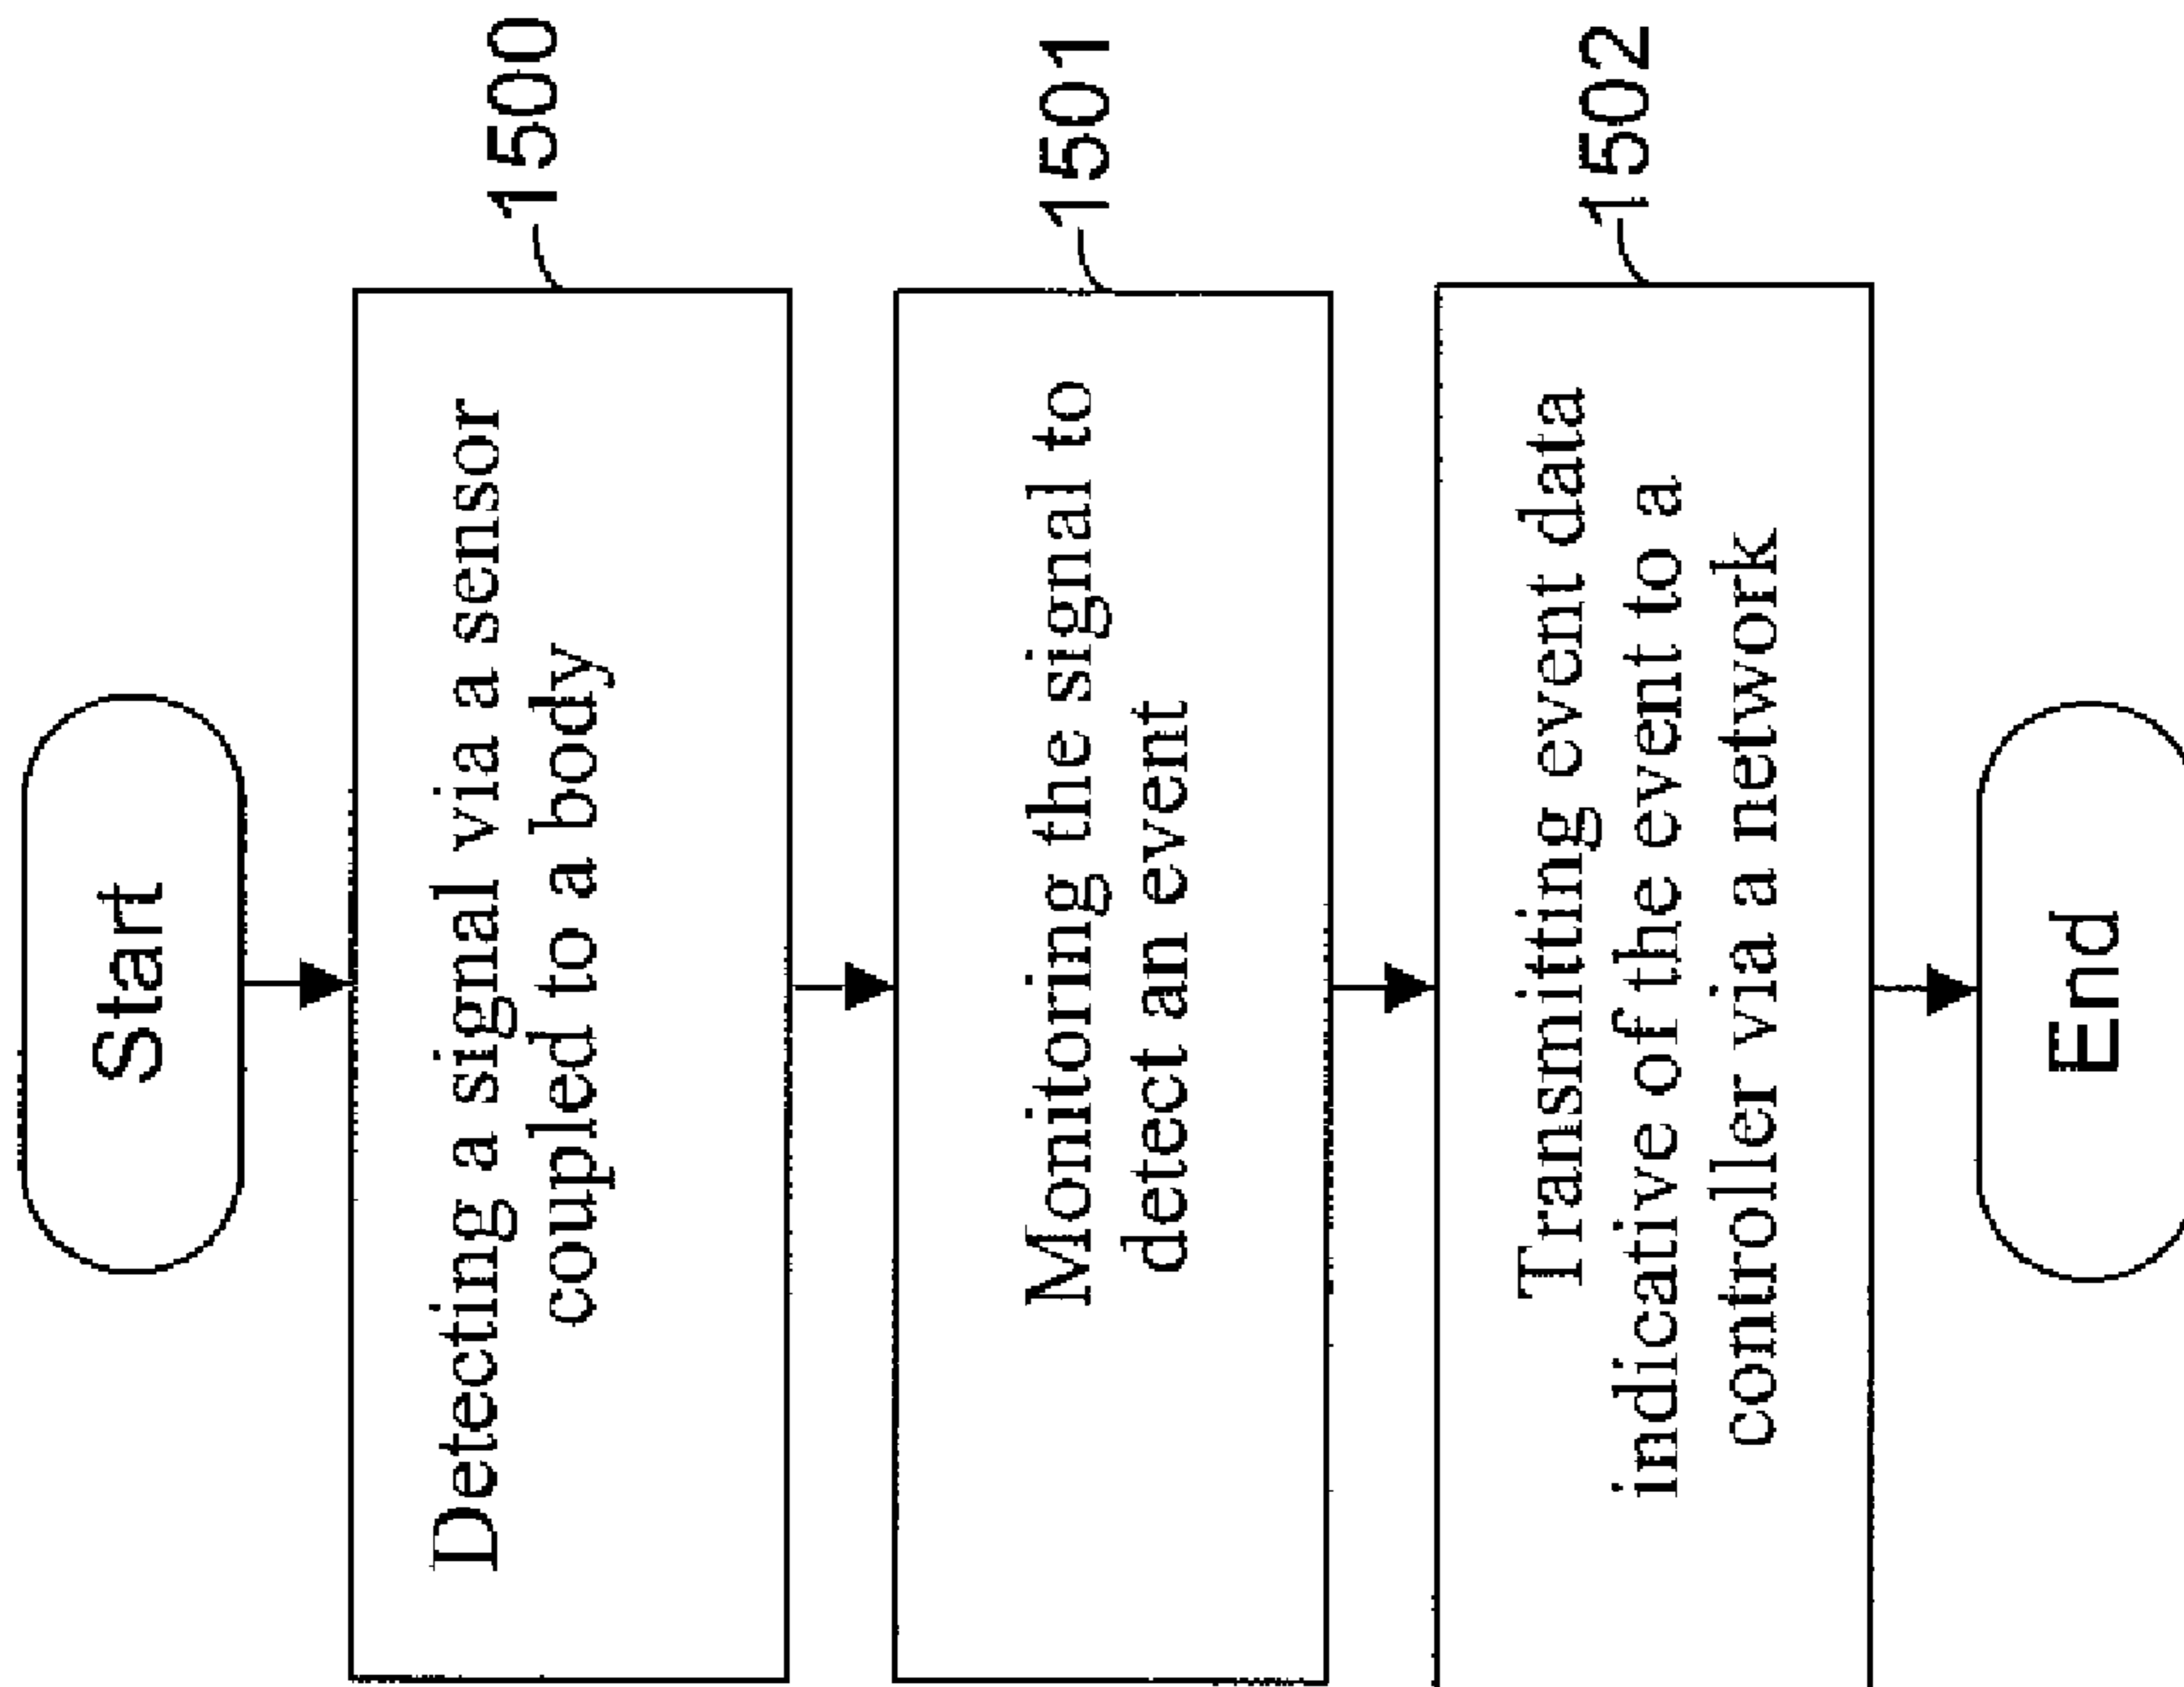 Start
1500
Detecting a signal via a sensor
coupled to a body
1501
Monitoring the signal to
detect an event
1502
Transmitting event data
indicative of the event to a
controller via a network
End